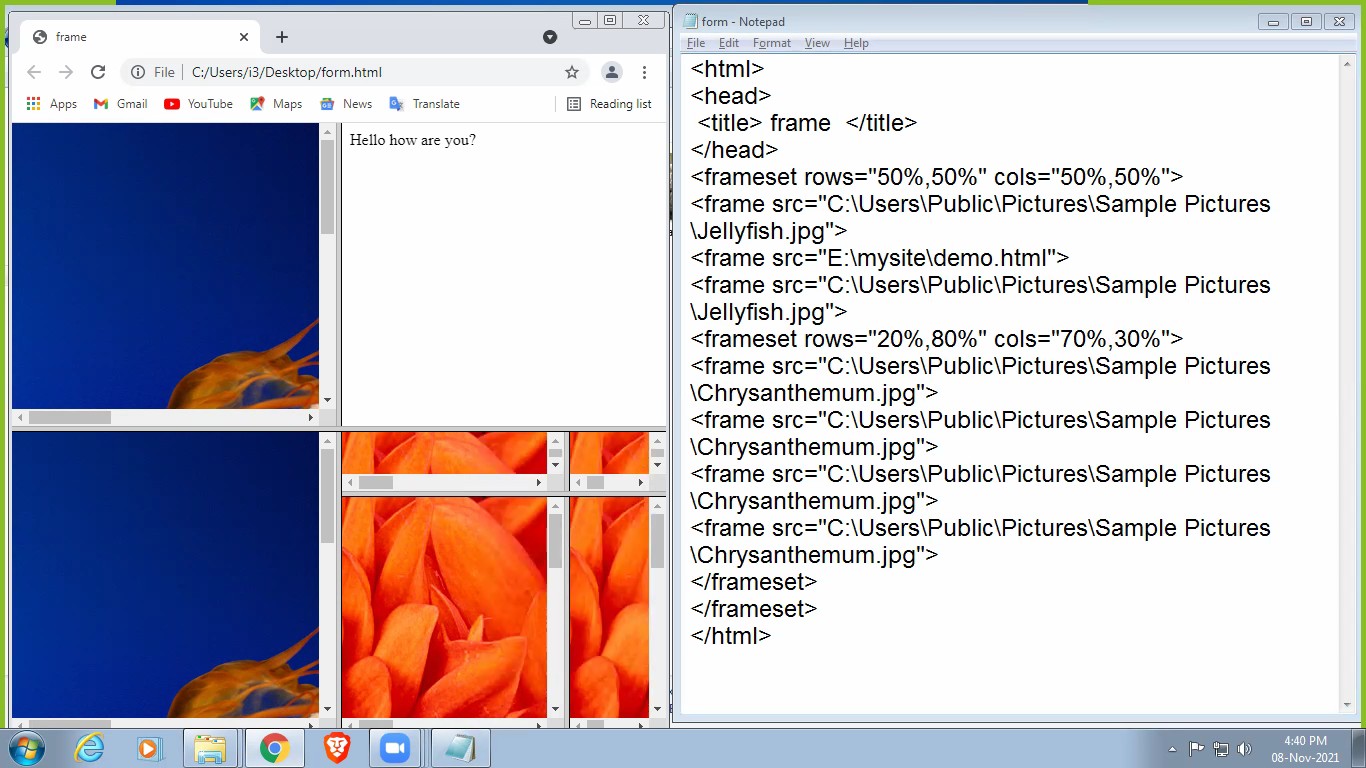 frame
File
C:/Users/i3/Desktop/form.html
Apps
Gmail
YouTube
Maps
News
Translate
Reading list
Hello how are you?
form - Notepad
File Edit Format View Help
<html>
<head>
<title> frame </title>
</head>
<frameset rows="50%,50%" cols="50%,50%">
<frame src="C:\Users\Public\Pictures\Sample Pictures
\Jellyfish.jpg">
<frame src="E:\mysite\demo.html">
<frame src="C:\Users\Public\Pictures\Sample Pictures
\Jellyfish.jpg">
<frameset rows="20%,80%" cols="70%,30%">
<frame src="C:\Users\Public\Pictures\Sample Pictures
\Chrysanthemum.jpg">
<frame src="C:\Users\Public\Pictures\Sample Pictures
\Chrysanthemum.jpg">
<frame src="C:\Users\Public\Pictures\Sample Pictures
\Chrysanthemum.jpg">
<frame src="C:\Users\Public\Pictures\Sample Pictures
\Chrysanthemum.jpg">
</frameset>
</frameset>
</html>
4:40 PM
08-Nov-2021